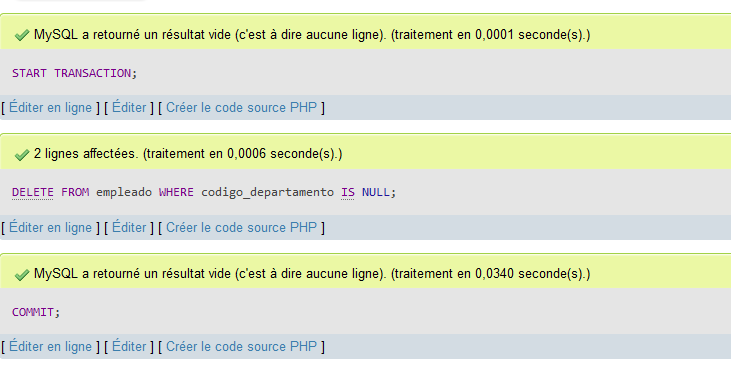 MySQL a retourné un résultat vide (c'est à dire aucune ligne). (traitement en 0,0001 seconde(s).)
START TRANSACTION;
[ Éditer en ligne ] [ Éditer ] [ Créer le code source PHP ]
2 lignes affectées. (traitement en 0,0006 seconde(s).)
DELETE FROM empleado WHERE codigo_departamento IS NULL;
[ Éditer en ligne ] [ Éditer ] [ Créer le code source PHP ]
MySQL a retourné un résultat vide (c'est à dire aucune ligne). (traitement en 0,0340 seconde(s).)
COMMIT;
[ Éditer en ligne ] [ Éditer ] [ Créer le code source PHP ]